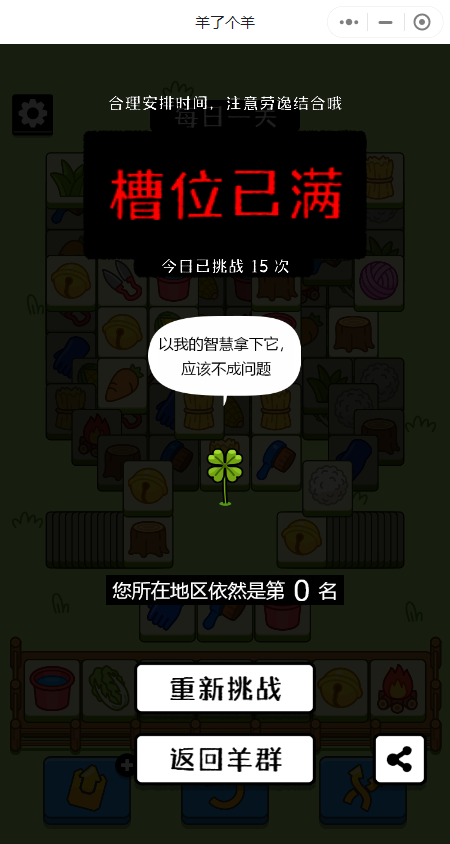 羊了个羊
合理安排时间，注意劳逸结合哦
每日一关
槽位已满
今日已挑战 15 次
以我的智慧拿下它，
应该不成问题
您所在地区依然是第 0 名
重新挑战
返回羊群